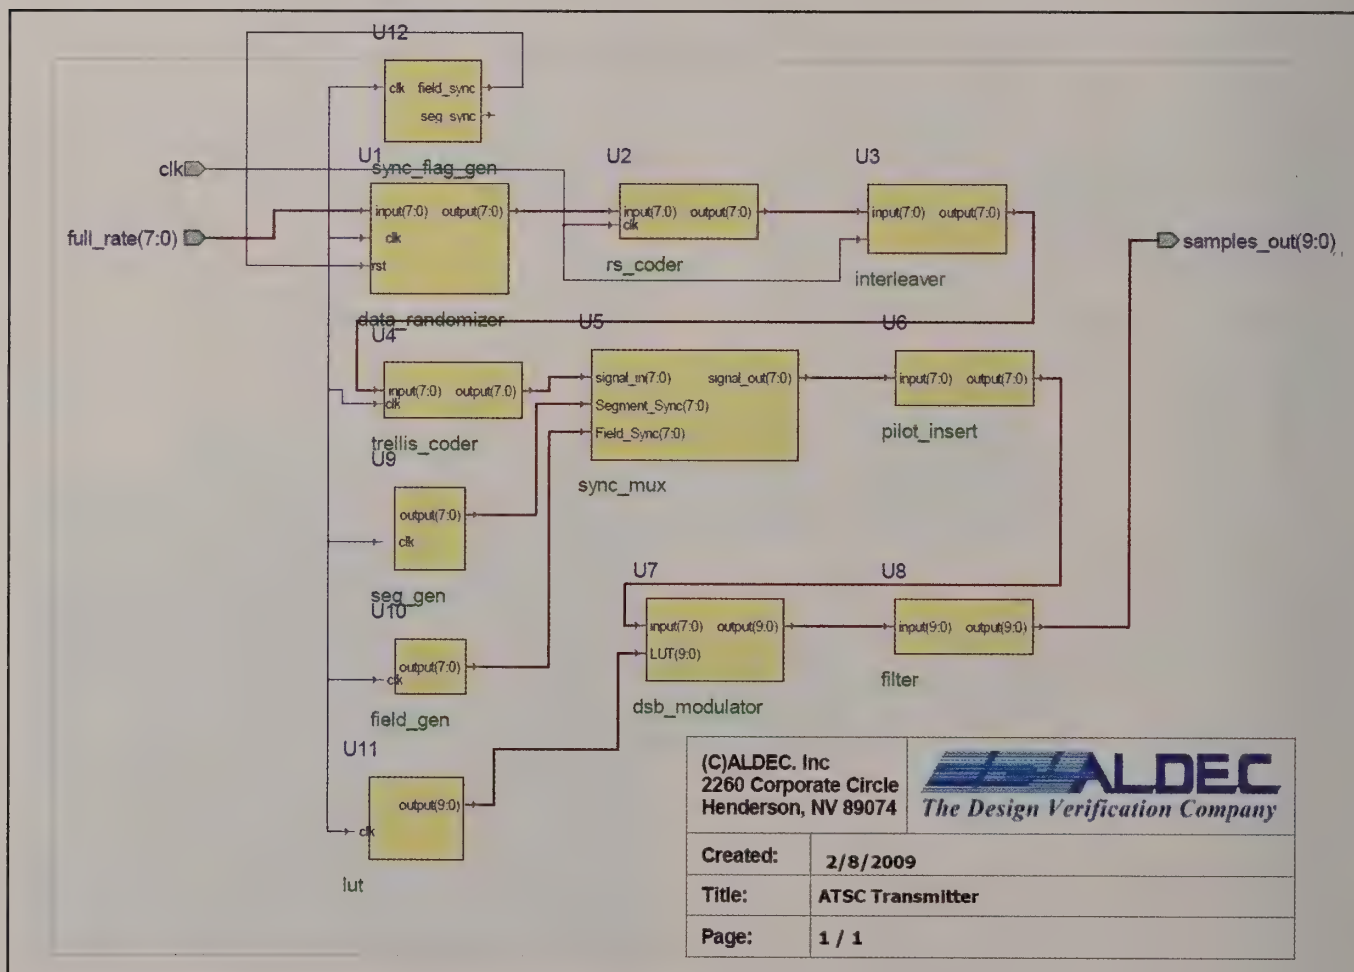 U12
clk field_sync
seg_sync
sync_flag_gen
clk
full_rate(7:0)
U1
input(7:0) output(7:0)
clk
rst
data_randomizer
U2
input(7:0) output(7:0)
clk
rs_coder
U3
input(7:0) output(7:0)
interleaver
samples_out(9:0)
U4
input(7:0) output(7:0)
clk
trellis_coder
U5
signal_in(7:0) signal_out(7:0)
Segment_Sync(7:0)
Field_Sync(7:0)
sync_mux
U6
input(7:0) output(7:0)
pilot_insert
U9
output(7:0)
clk
seg_gen
U10
output(7:0)
clk
field_gen
U7
input(7:0) output(9:0)
LUT(9:0)
dsb_modulator
U8
input(9:0) output(9:0)
filter
U11
output(9:0)
clk
lut
(C)ALDEC. Inc
2260 Corporate Circle
Henderson, NV 89074
ALDEC
The Design Verification Company
Created: 2/8/2009
Title: ATSC Transmitter
Page: 1 / 1